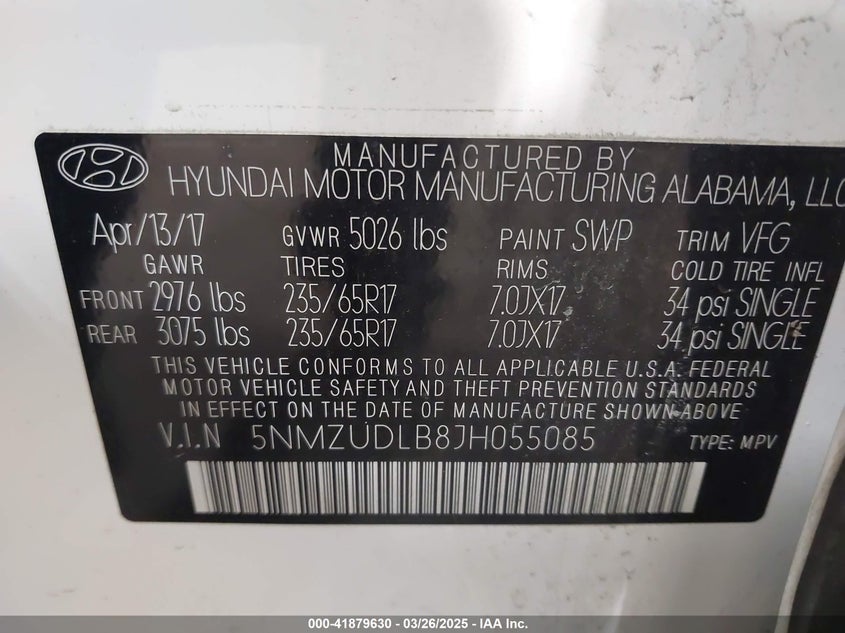 MANUFACTURED BY
HYUNDAI MOTOR MANUFACTURING ALABAMA, LLC
Apr/13/17 GVWR 5026 lbs PAINT SWP TRIM VFG
GAWR TIRES RIMS COLD TIRE INFL
FRONT 2976 lbs 235/65R17 7.0JX17 34 psi SINGLE
REAR 3075 lbs 235/65R17 7.0JX17 34 psi SINGLE
THIS VEHICLE CONFORMS TO ALL APPLICABLE U.S.A. FEDERAL
MOTOR VEHICLE SAFETY AND THEFT PREVENTION STANDARDS
IN EFFECT ON THE DATE OF MANUFACTURE SHOWN ABOVE.
V.I.N 5NMZUDLB8JH055085 TYPE: MPV
000-41879630 - 03/26/2025 - IAA Inc.